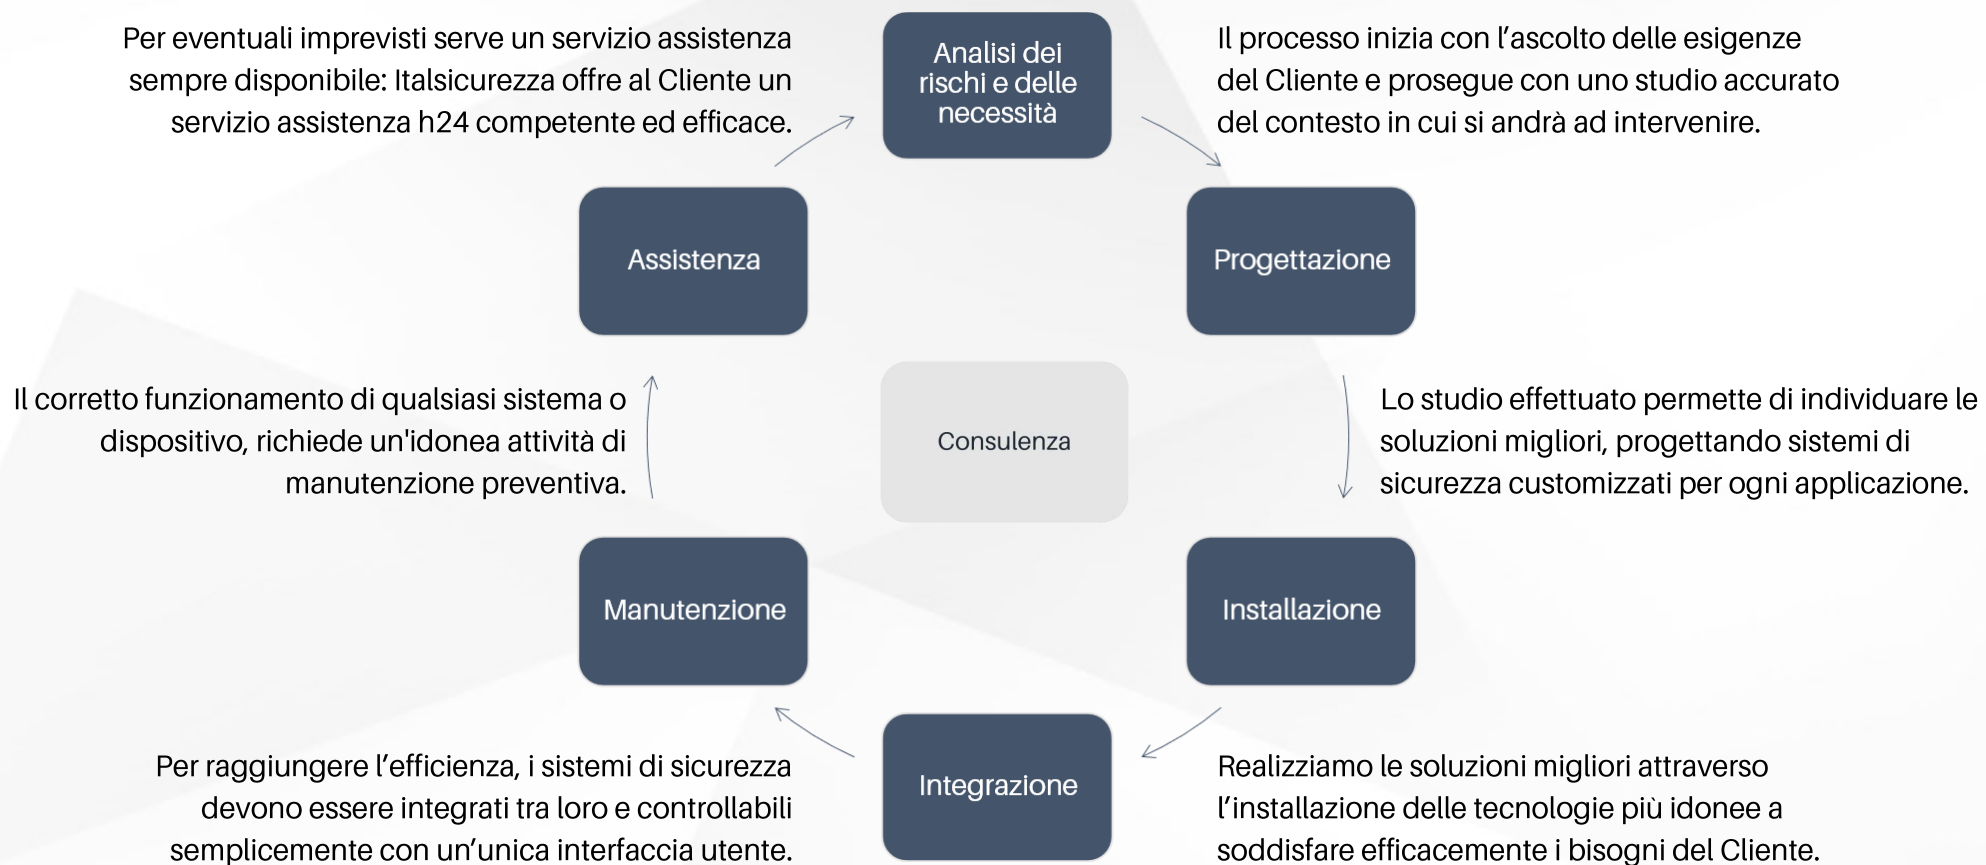 Analisi dei
rischi e delle
necessità
Il processo inizia con l’ascolto delle esigenze
del Cliente e prosegue con uno studio accurato
del contesto in cui si andrà ad intervenire.
Progettazione
Lo studio effettuato permette di individuare le
soluzioni migliori, progettando sistemi di
sicurezza customizzati per ogni applicazione.
Installazione
Realizziamo le soluzioni migliori attraverso
l’installazione delle tecnologie più idonee a
soddisfare efficacemente i bisogni del Cliente.
Integrazione
Per raggiungere l’efficienza, i sistemi di sicurezza
devono essere integrati tra loro e controllabili
semplicemente con un’unica interfaccia utente.
Manutenzione
Il corretto funzionamento di qualsiasi sistema o
dispositivo, richiede un'idonea attività di
manutenzione preventiva.
Assistenza
Per eventuali imprevisti serve un servizio assistenza
sempre disponibile: Italsicurezza offre al Cliente un
servizio assistenza h24 competente ed efficace.
Consulenza